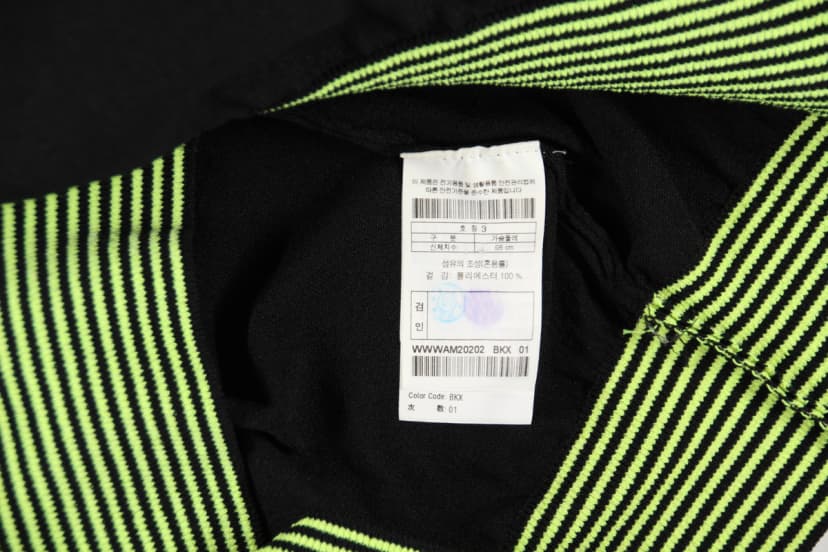 이 제품은 전기용품 및 생활용품 안전관리법에
따른 안전기준을 준수한 제품입니다
호 칭 3
구 분 가슴둘레
신체치수 98 cm
섬유의 조성(혼용률)
겉 감: 폴리에스터 100 %
검
인
WWWAM20202 BKX 01
Color Code: BKX
次 數: 01